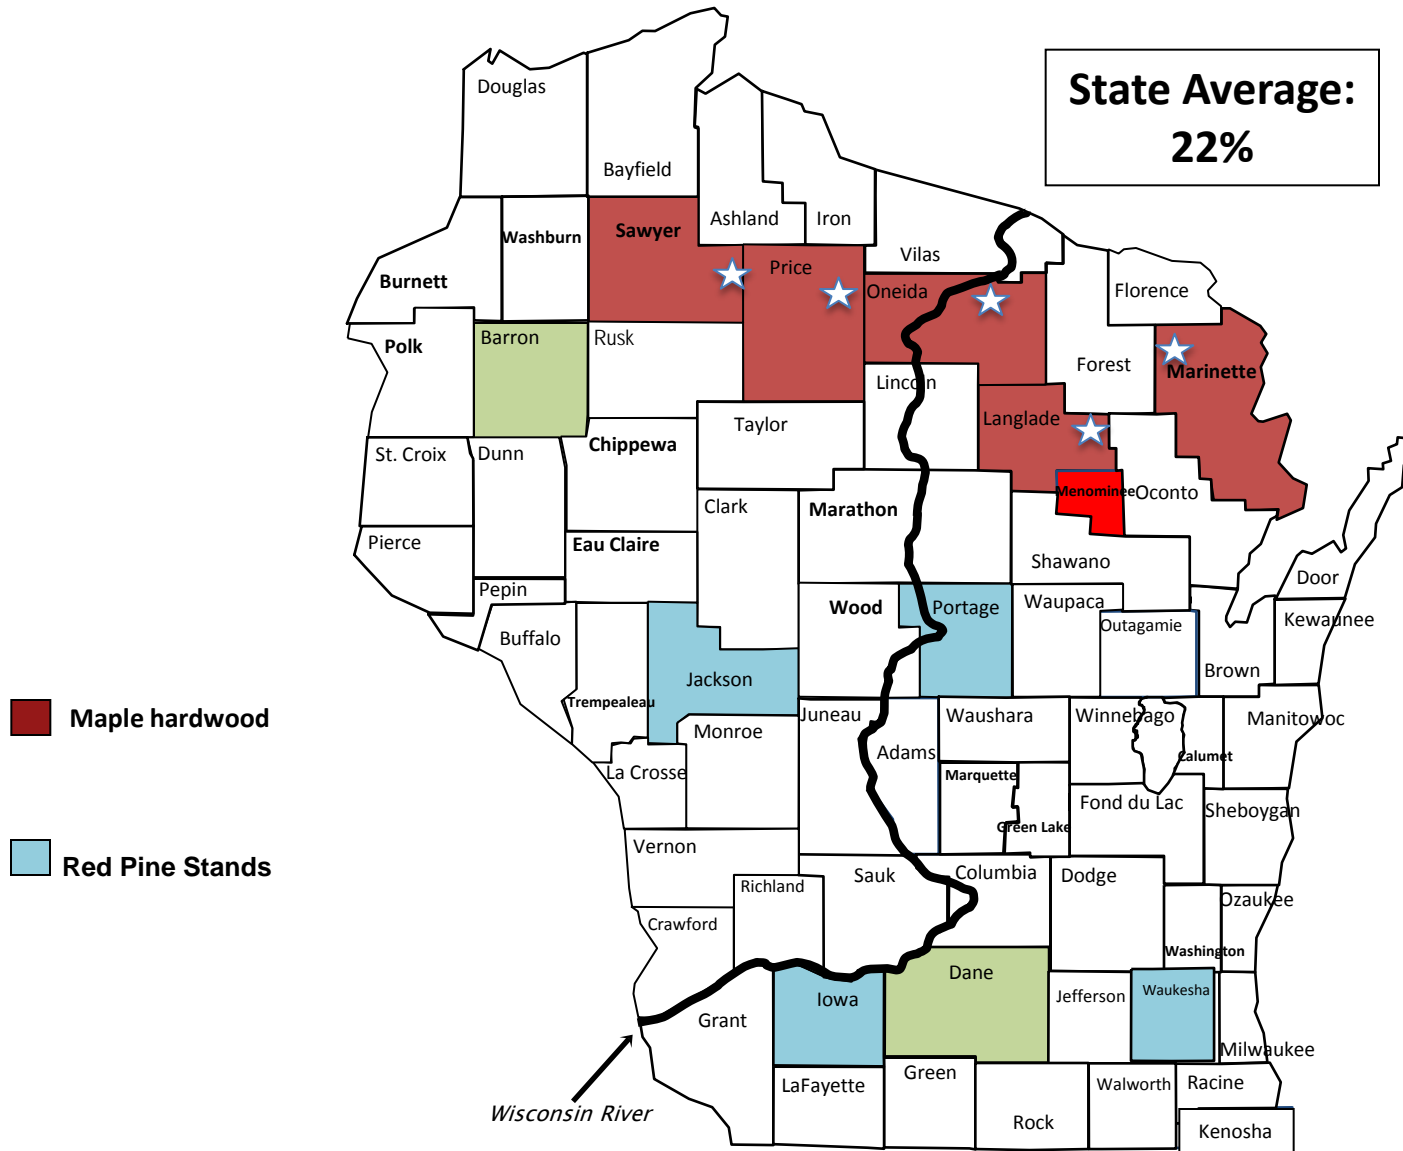 State Average:
22%
Douglas
Bayfield
Ashland
Iron
Sawyer
Washburn
Vilas
Price
Burnett
Oneida
Florence
Barron
Rusk
Polk
Forest
Marinette
Lincoln
Langlade
Taylor
Chippewa
St. Croix
Dunn
Menominee
Oconto
Clark
Marathon
Pierce
Eau Claire
Shawano
Door
Pepin
Wood
Portage
Waupaca
Kewaunee
Outagamie
Buffalo
Brown
Jackson
Trempealeau
Maple hardwood
Juneau
Waushara
Winnebago
Manitowoc
Monroe
Adams
Calumet
La Crosse
Marquette
Fond du Lac
Sheboygan
Green Lake
Vernon
Red Pine Stands
Sauk
Columbia
Dodge
Richland
Ozaukee
Crawford
Washington
Dane
Iowa
Jefferson
Waukesha
Grant
Milwaukee
Green
LaFayette
Walworth
Racine
Wisconsin River
Rock
Kenosha